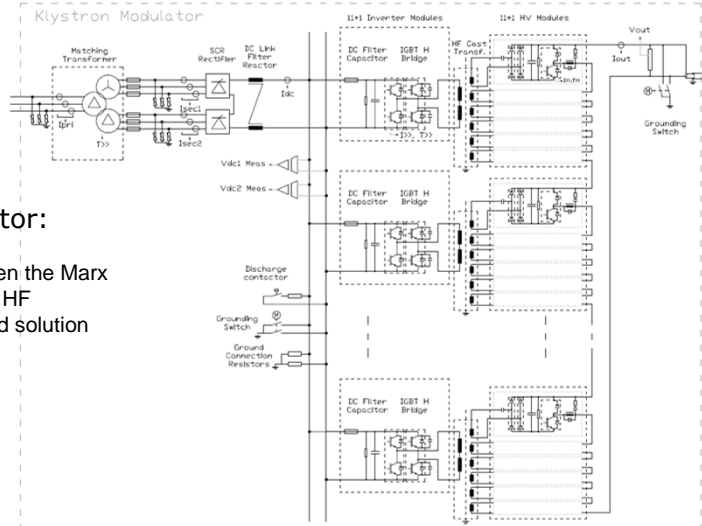 Klystron Modulator
11+1 Inverter Modules
11+1 HV Modules
Matching
Transformer
SCR
Rectifier
DC Link
Filter
Reactor
DC Filter
Capacitor
IGBT H
Bridge
HF Cast
Transf.
Vout
Iout
Idc
Isec1
Isec2
Ipri
T>>
I>>, T>>
M
Grounding
Switch
Vdc1 Meas
Vdc2 Meas
DC Filter
Capacitor
IGBT H
Bridge
tor:
en the Marx
HF
d solution
Discharge
contactor
M
Grounding
Switch
Ground
Connection
Resistors
DC Filter
Capacitor
IGBT H
Bridge